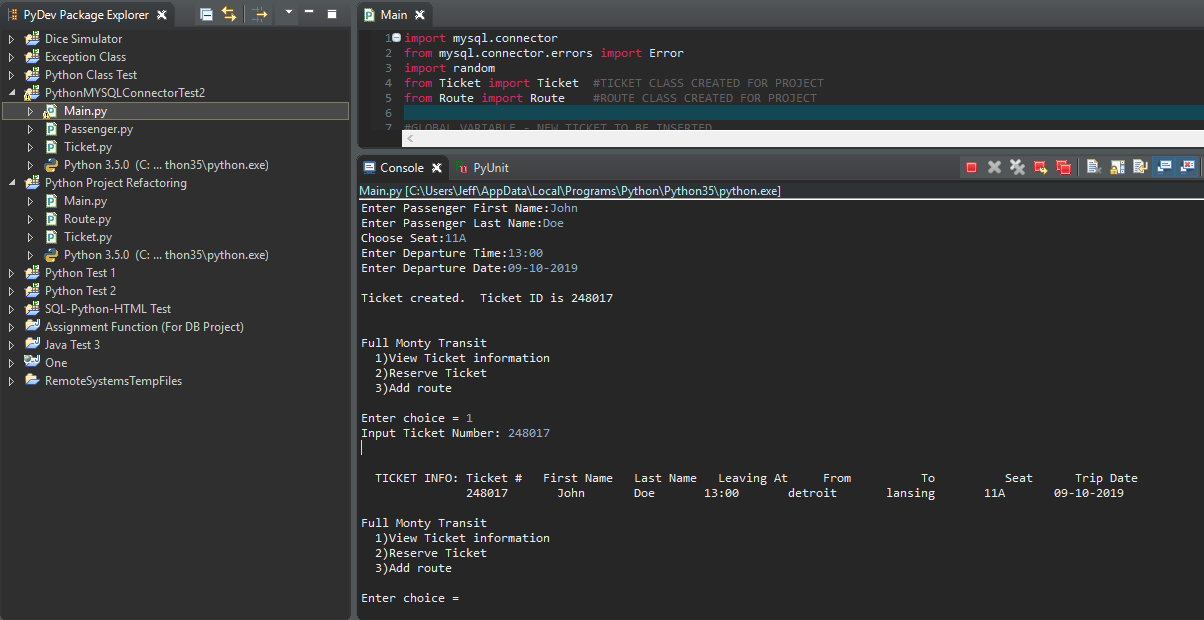 PyDev Package Explorer
Dice Simulator
Exception Class
Python Class Test
PythonMYSQLConnectorTest2
Main.py
Passenger.py
Ticket.py
Python 3.5.0 (C: ... thon35\python.exe)
Python Project Refactoring
Main.py
Route.py
Ticket.py
Python 3.5.0 (C: ... thon35\python.exe)
Python Test 1
Python Test 2
SQL-Python-HTML Test
Assignment Function (For DB Project)
Java Test 3
One
RemoteSystemsTempFiles
Main
1 import mysql.connector
2 from mysql.connector.errors import Error
3 import random
4 from Ticket import Ticket #TICKET CLASS CREATED FOR PROJECT
5 from Route import Route #ROUTE CLASS CREATED FOR PROJECT
6
7 #GLOBAL VARIABLE - NEW TICKET TO BE INSERTED
Console PyUnit
Main.py [C:\Users\Jeff\AppData\Local\Programs\Python\Python35\python.exe]
Enter Passenger First Name:John
Enter Passenger Last Name:Doe
Choose Seat:11A
Enter Departure Time:13:00
Enter Departure Date:09-10-2019
Ticket created. Ticket ID is 248017
Full Monty Transit
1)View Ticket information
2)Reserve Ticket
3)Add route
Enter choice = 1
Input Ticket Number: 248017
TICKET INFO: Ticket # First Name Last Name Leaving At From To Seat Trip Date
248017 John Doe 13:00 detroit lansing 11A 09-10-2019
Full Monty Transit
1)View Ticket information
2)Reserve Ticket
3)Add route
Enter choice =